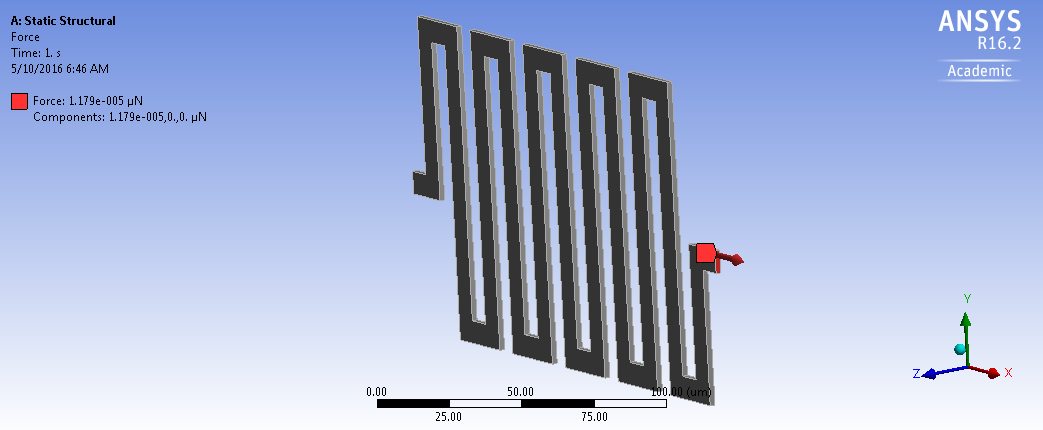 A: Static Structural
Force
Time: 1. s
5/10/2016 6:46 AM
Force: 1.179e-005 µN
Components: 1.179e-005,0.,0. µN
ANSYS
R16.2
Academic
Y
Z
X
0.00
50.00
100.00 (um)
25.00
75.00